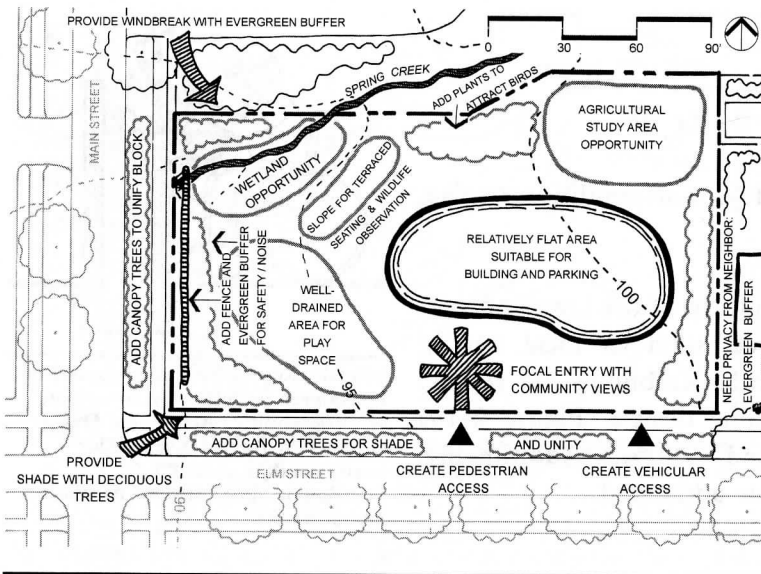 PROVIDE WINDBREAK WITH EVERGREEN BUFFER
0 30 60 90'
MAIN STREET
SPRING CREEK
ADD PLANTS TO
ATTRACT BIRDS
AGRICULTURAL
STUDY AREA
OPPORTUNITY
ADD CANOPY TREES TO UNIFY BLOCK
WETLAND
OPPORTUNITY
SLOPE FOR TERRACED
SEATING & WILDLIFE
OBSERVATION
RELATIVELY FLAT AREA
SUITABLE FOR
BUILDING AND PARKING
100
NEED PRIVACY FROM NEIGHBOR:
EVERGREEN BUFFER
ADD FENCE AND
EVERGREEN BUFFER
FOR SAFETY / NOISE
WELL-
DRAINED
AREA FOR
PLAY
SPACE
95
FOCAL ENTRY WITH
COMMUNITY VIEWS
ADD CANOPY TREES FOR SHADE
AND UNITY
PROVIDE
SHADE WITH DECIDUOUS
TREES
ELM STREET
CREATE PEDESTRIAN
ACCESS
CREATE VEHICULAR
ACCESS
90